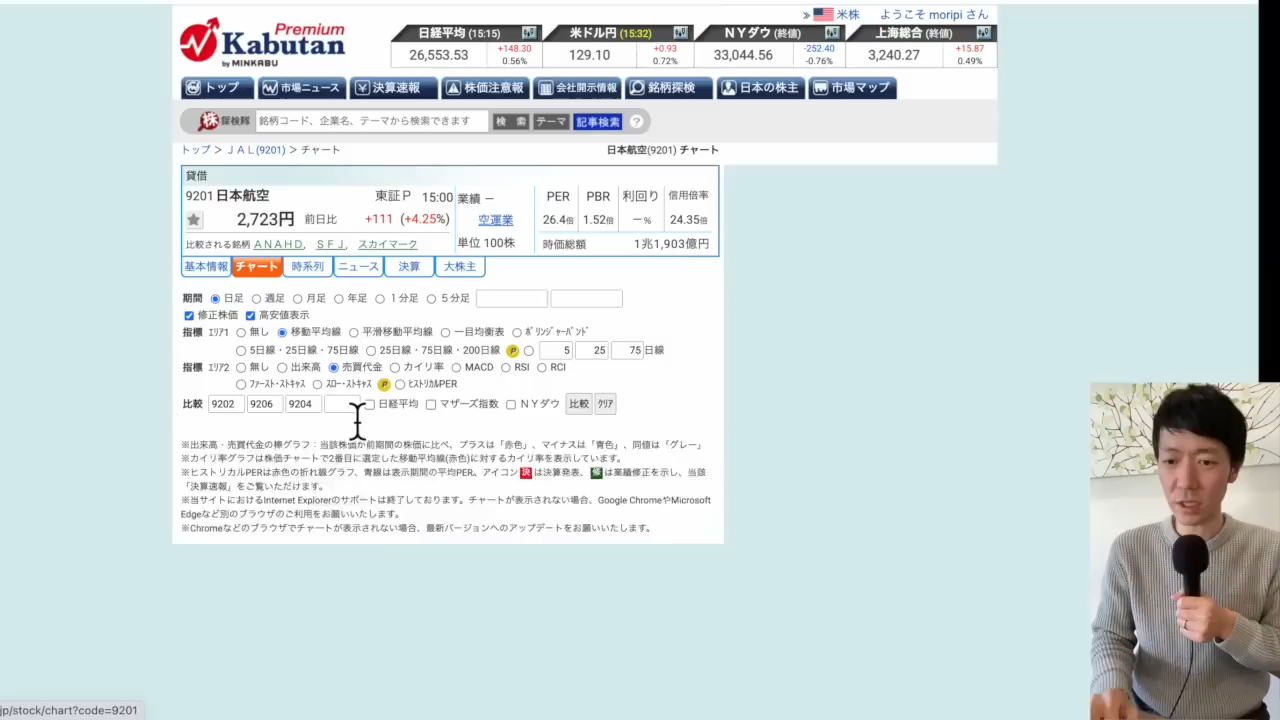 Premium
Kabutan
by MINKABU
» 米株 ようこそ moripi さん
日経平均 (15:15) 米ドル円 (15:32) ＮＹダウ (終値) 上海総合 (終値)
26,553.53 +148.30 0.56% 129.10 +0.93 0.72% 33,044.56 -252.40 -0.76% 3,240.27 +15.87 0.49%
トップ 市場ニュース 決算速報 株価注意報 会社開示情報 銘柄探検 日本の株主 市場マップ
株探検隊 銘柄コード、企業名、テーマから検索できます 検 索 テーマ 記事検索 ?
トップ > ＪＡＬ(9201) > チャート 日本航空(9201) チャート
貸借
9201 日本航空 東証Ｐ 15:00 業績 － PER PBR 利回り 信用倍率
2,723円 前日比 +111 (+4.25%) 空運業 26.4倍 1.52倍 －％ 24.35倍
比較される銘柄 ＡＮＡＨＤ, ＳＦＪ, スカイマーク 単位 100株 時価総額 1兆1,903億円
基本情報 チャート 時系列 ニュース 決算 大株主
期間 日足 週足 月足 年足 １分足 ５分足
修正株価 高安値表示
指標 ｴﾘｱ1 無し 移動平均線 平滑移動平均線 一目均衡表 ﾎﾞﾘﾝｼﾞｬｰﾊﾞﾝﾄﾞ
5日線・25日線・75日線 25日線・75日線・200日線 P 5 25 75 日線
指標 ｴﾘｱ2 無し 出来高 売買代金 カイリ率 MACD RSI RCI
ﾌｧｰｽﾄ･ｽﾄｷｬｽ ｽﾛｰ･ｽﾄｷｬｽ P ﾋｽﾄﾘｶﾙPER
比較 9202 9206 9204 日経平均 マザーズ指数 ＮＹダウ 比較 ｸﾘｱ
※出来高・売買代金の棒グラフ：当該株価が前期間の株価に比べ、プラスは「赤色」、マイナスは「青色」、同値は「グレー」
※カイリ率グラフは株価チャートで2番目に選定した移動平均線(赤色)に対するカイリ率を表示しています。
※ヒストリカルPERは赤色の折れ線グラフ、青線は表示期間の平均PER。アイコン決は決算発表、修は業績修正を示し、当該
「決算速報」をご覧いただけます。
※当サイトにおけるInternet Explorerのサポートは終了しております。チャートが表示されない場合、Google ChromeやMicrosoft
Edgeなど別のブラウザのご利用をお願いいたします。
※Chromeなどのブラウザでチャートが表示されない場合、最新バージョンへのアップデートをお願いいたします。
jp/stock/chart?code=9201